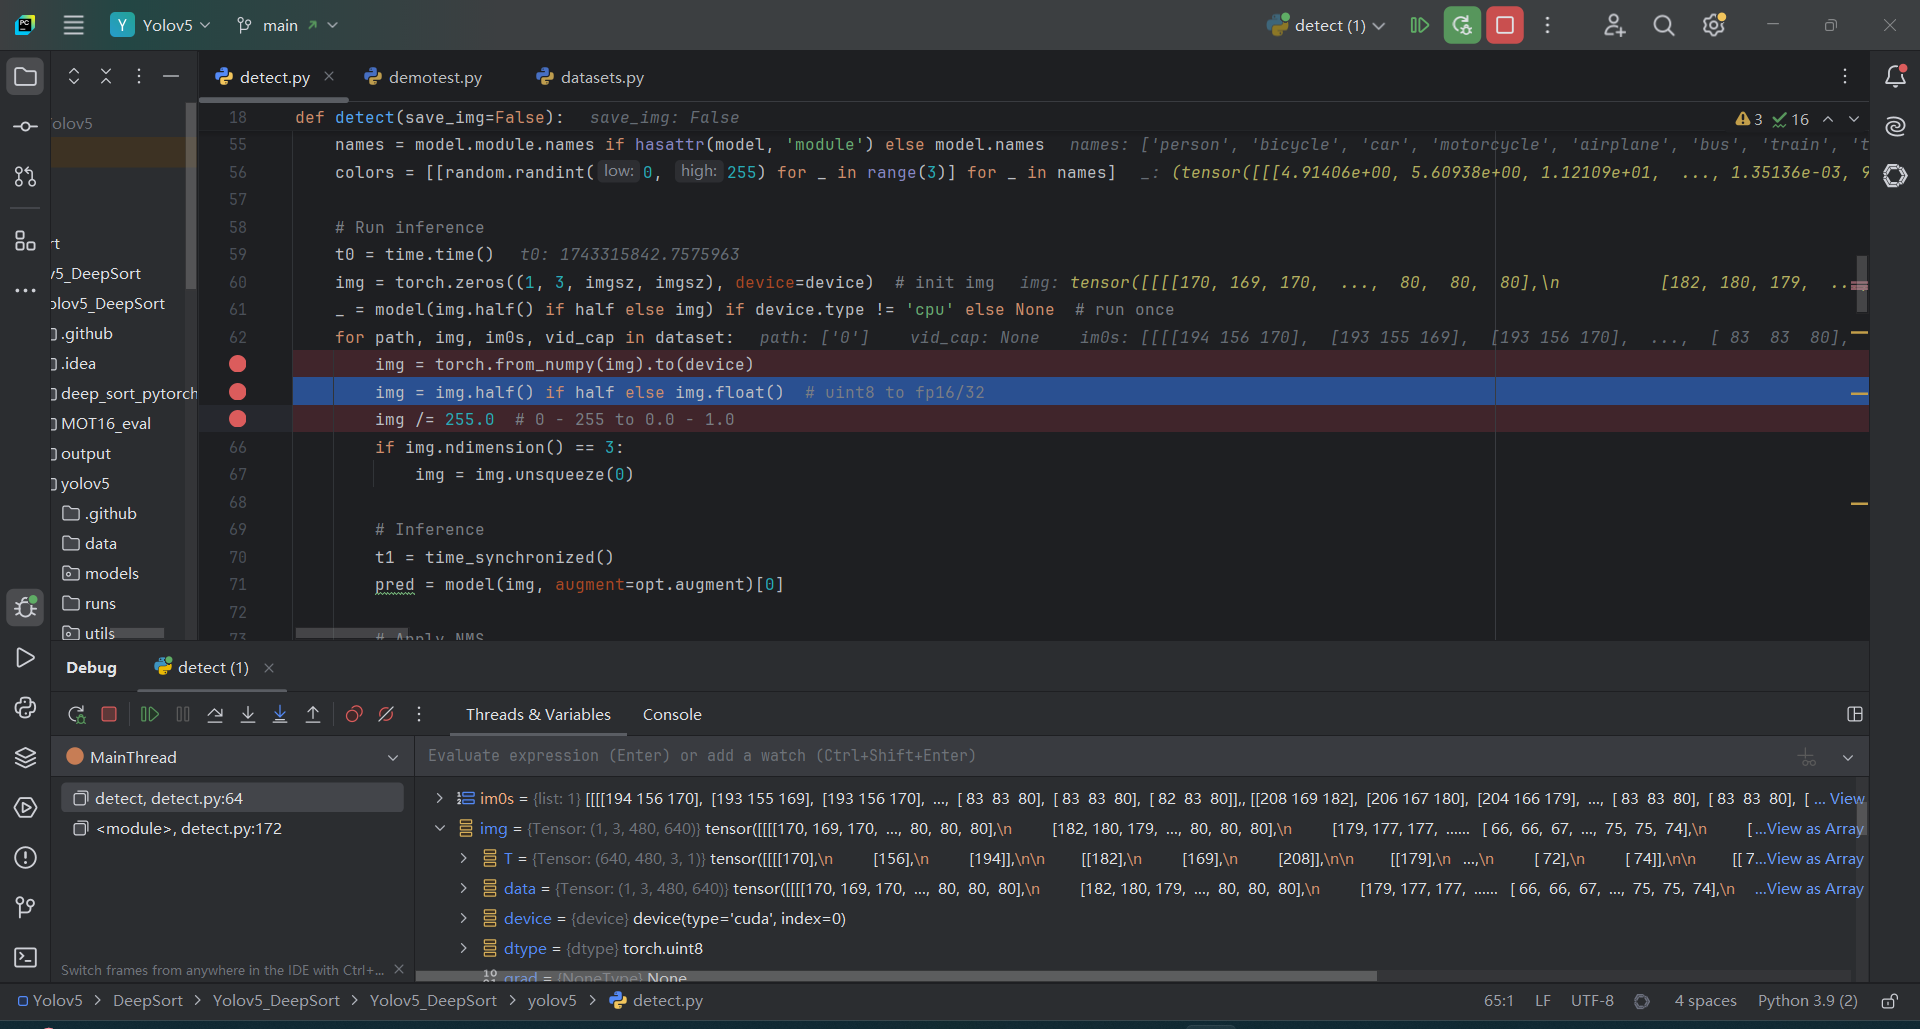 Y Yolov5 main detect (1)
detect.py demotest.py datasets.py
olov5
rt
v5_DeepSort
olov5_DeepSort
.github
.idea
deep_sort_pytorch
MOT16_eval
output
yolov5
.github
data
models
runs
utils
18 def detect(save_img=False): save_img: False 3 16
55 names = model.module.names if hasattr(model, 'module') else model.names names: ['person', 'bicycle', 'car', 'motorcycle', 'airplane', 'bus', 'train', 't
56 colors = [[random.randint( low: 0, high: 255) for _ in range(3)] for _ in names] _: (tensor([[[4.91406e+00, 5.60938e+00, 1.12109e+01, ..., 1.35136e-03, 9
57
58 # Run inference
59 t0 = time.time() t0: 1743315842.7575963
60 img = torch.zeros((1, 3, imgsz, imgsz), device=device) # init img img: tensor([[[[170, 169, 170, ..., 80, 80, 80],\n [182, 180, 179, ..
61 _ = model(img.half() if half else img) if device.type != 'cpu' else None # run once
62 for path, img, im0s, vid_cap in dataset: path: ['0'] vid_cap: None im0s: [[[[194 156 170], [193 155 169], [193 156 170], ..., [ 83 83 80],
img = torch.from_numpy(img).to(device)
img = img.half() if half else img.float() # uint8 to fp16/32
img /= 255.0 # 0 - 255 to 0.0 - 1.0
66 if img.ndimension() == 3:
67 img = img.unsqueeze(0)
68
69 # Inference
70 t1 = time_synchronized()
71 pred = model(img, augment=opt.augment)[0]
72
73 # Apply NMS
Debug detect (1)
Threads & Variables Console
MainThread
detect, detect.py:64
<module>, detect.py:172
Switch frames from anywhere in the IDE with Ctrl+...
Evaluate expression (Enter) or add a watch (Ctrl+Shift+Enter)
im0s = {list: 1} [[[[194 156 170], [193 155 169], [193 156 170], ..., [ 83 83 80], [ 83 83 80], [ 82 83 80]],, [[208 169 182], [206 167 180], [204 166 179], ..., [ 83 83 80], [ 83 83 80], [ ... View
img = {Tensor: (1, 3, 480, 640)} tensor([[[[170, 169, 170, ..., 80, 80, 80],\n [182, 180, 179, ..., 80, 80, 80],\n [179, 177, 177, ...... [ 66, 66, 67, ..., 75, 75, 74],\n [ ...View as Array
T = {Tensor: (640, 480, 3, 1)} tensor([[[[170],\n [156],\n [194]],\n\n [[182],\n [169],\n [208]],\n\n [[179],\n ...,\n [ 72],\n [ 74]],\n\n [[ 7...View as Array
data = {Tensor: (1, 3, 480, 640)} tensor([[[[170, 169, 170, ..., 80, 80, 80],\n [182, 180, 179, ..., 80, 80, 80],\n [179, 177, 177, ...... [ 66, 66, 67, ..., 75, 75, 74],\n ...View as Array
device = {device} device(type='cuda', index=0)
dtype = {dtype} torch.uint8
grad = {NoneType} None
Yolov5 > DeepSort > Yolov5_DeepSort > Yolov5_DeepSort > yolov5 > detect.py 65:1 LF UTF-8 4 spaces Python 3.9 (2)